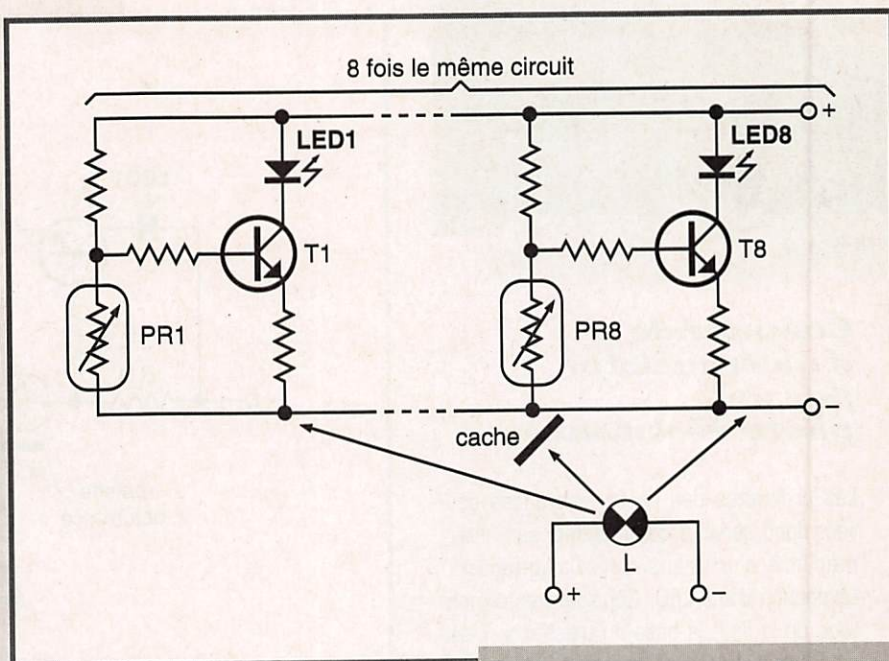 8 fois le même circuit
+
LED1
LED8
T1
T8
PR1
PR8
cache
−
L
+
−